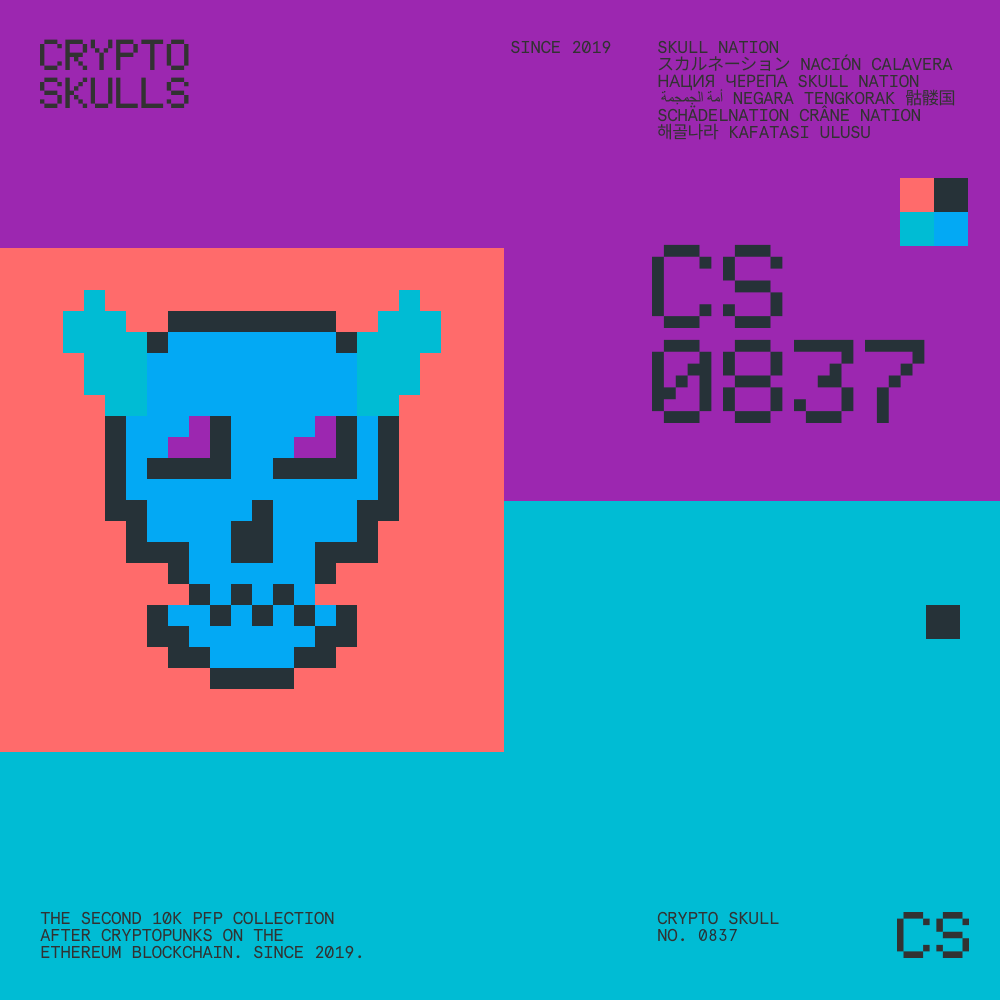 CRYPTO
SKULLS
SINCE 2019
SKULL NATION
スカルネーション NACIÓN CALAVERA
НАЦИЯ ЧЕРЕПА SKULL NATION
أمة الجمجمة NEGARA TENGKORAK 骷髅国
SCHÄDELNATION CRÂNE NATION
해골나라 KAFATASI ULUSU
CS
0837
THE SECOND 10K PFP COLLECTION
AFTER CRYPTOPUNKS ON THE
ETHEREUM BLOCKCHAIN. SINCE 2019.
CRYPTO SKULL
NO. 0837
CS